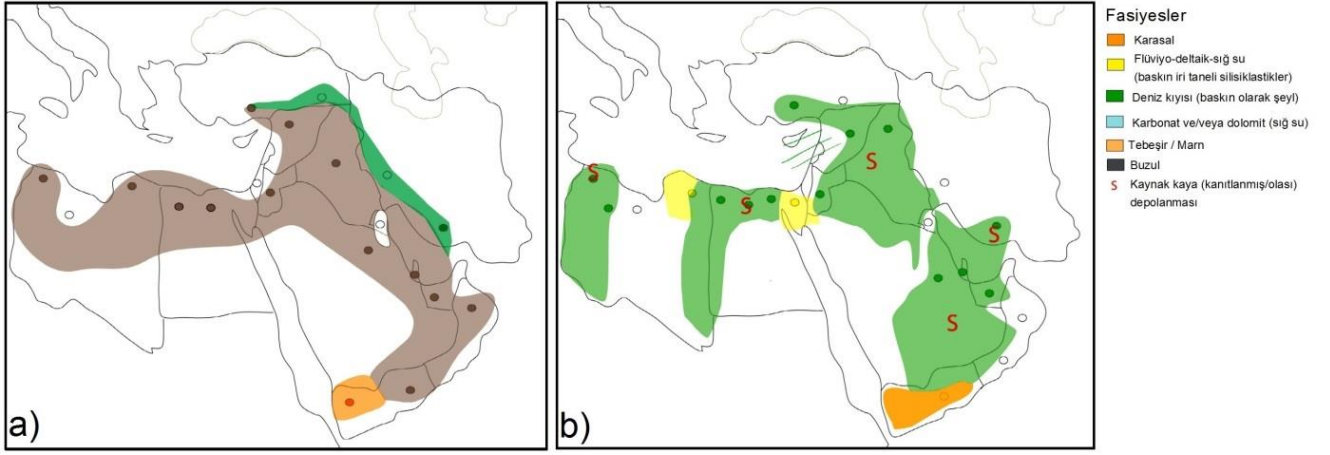 a)
b)
S
S
S
S
S
Fasiyesler
Karasal
Flüviyo-deltaik-sığ su
(baskın iri taneli silisiklastikler)
Deniz kıyısı (baskın olarak şeyl)
Karbonat ve/veya dolomit (sığ su)
Tebeşir / Marn
Buzul
S Kaynak kaya (kanıtlanmış/olası)
depolanması